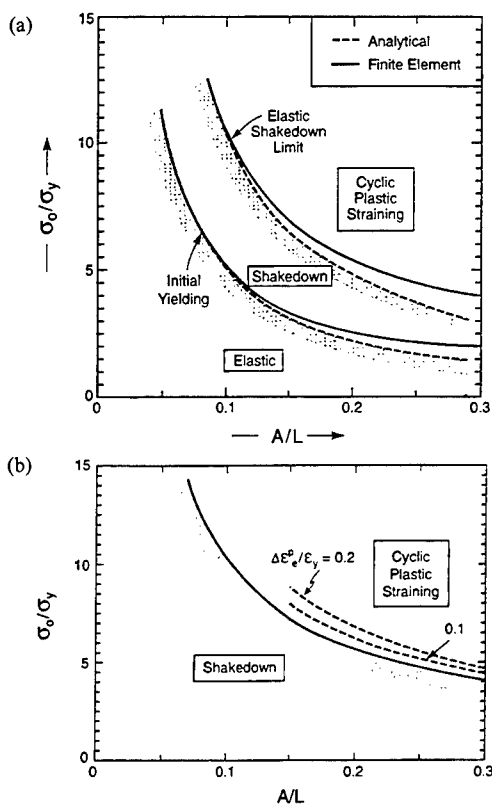 (a)
15
10
5
0
σo/σy
Analytical
Finite Element
Elastic
Shakedown
Limit
Cyclic
Plastic
Straining
Shakedown
Initial
Yielding
Elastic
0
0.1
0.2
0.3
A/L
(b)
15
10
5
0
σo/σy
Δε^p_e/ε_y = 0.2
Cyclic
Plastic
Straining
0.1
Shakedown
0
0.1
0.2
0.3
A/L